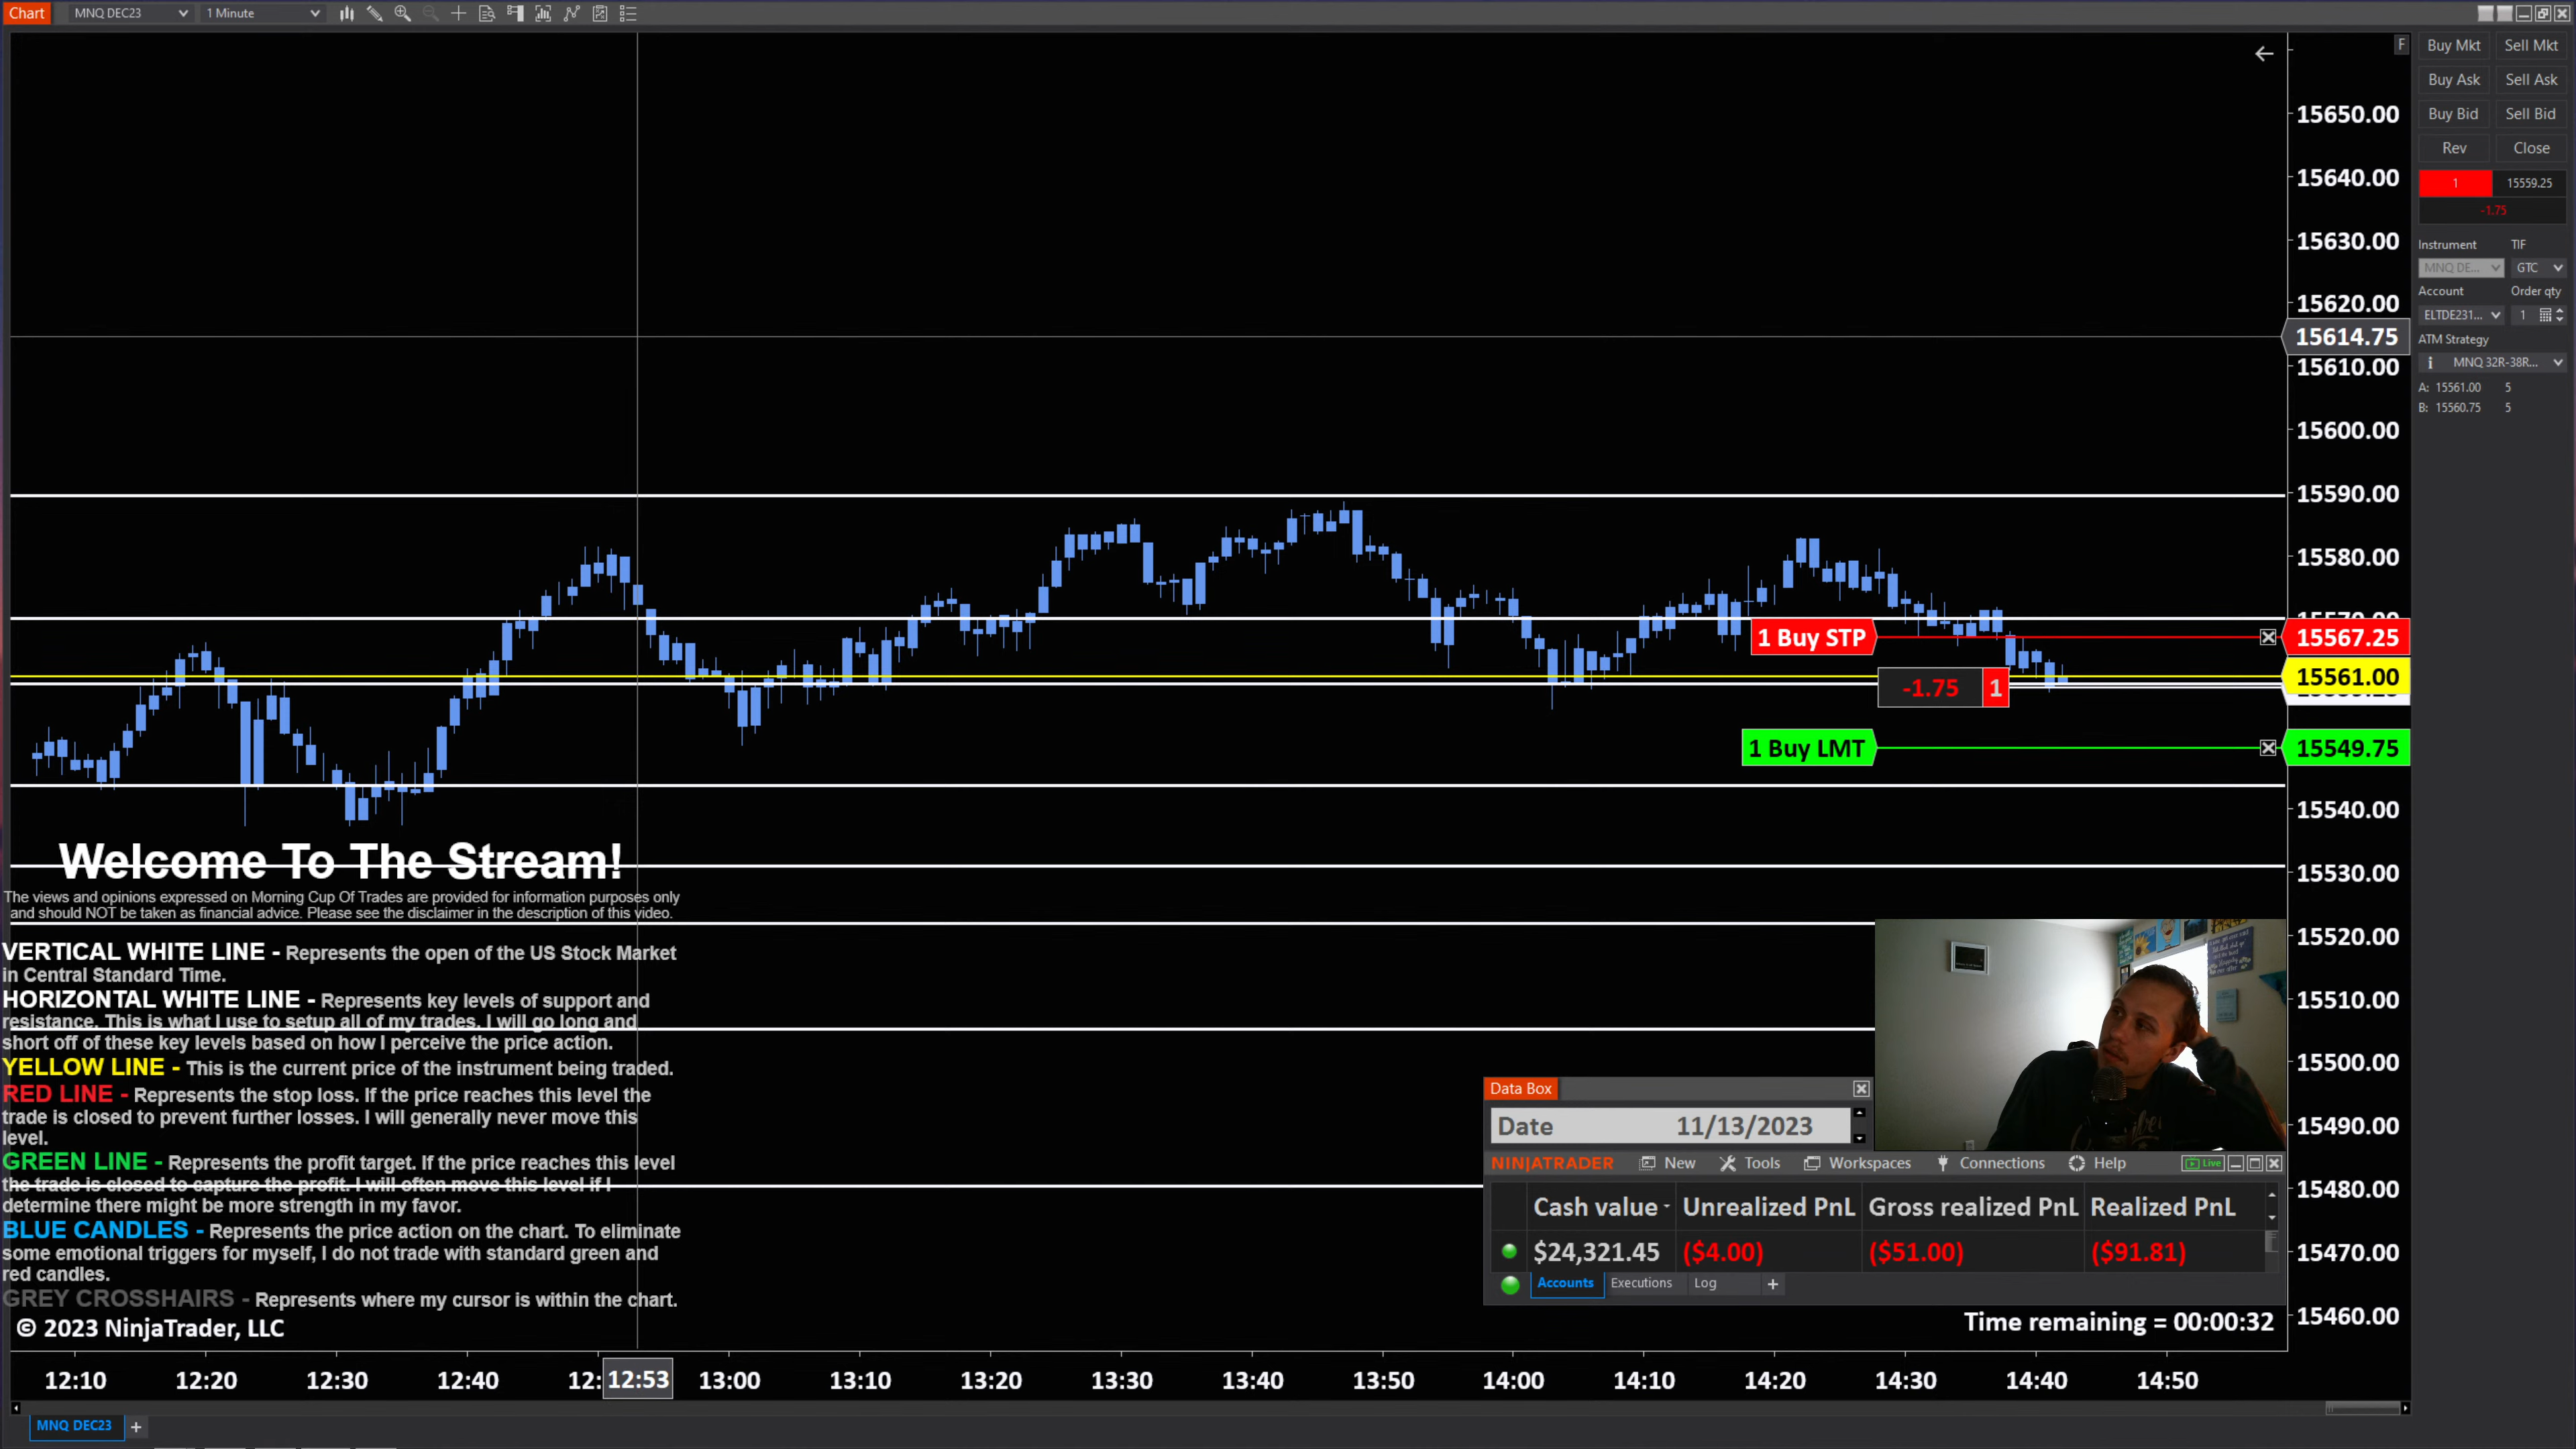 Chart MNQ DEC23 1 Minute
F
Buy Mkt Sell Mkt
Buy Ask Sell Ask
Buy Bid Sell Bid
Rev Close
1 15559.25
-1.75
Instrument TIF
MNQ DE... GTC
Account Order qty
ELTDE231... 1
ATM Strategy
MNQ 32R-38R...
A: 15561.00 5
B: 15560.75 5
15650.00
15640.00
15630.00
15620.00
15614.75
15610.00
15600.00
15590.00
15580.00
1 Buy STP 15567.25
15561.00
-1.75 1
1 Buy LMT 15549.75
15540.00
15530.00
15520.00
15510.00
15500.00
15490.00
15480.00
15470.00
15460.00
Welcome To The Stream!
The views and opinions expressed on Morning Cup Of Trades are provided for information purposes only
and should NOT be taken as financial advice. Please see the disclaimer in the description of this video.
VERTICAL WHITE LINE - Represents the open of the US Stock Market
in Central Standard Time.
HORIZONTAL WHITE LINE - Represents key levels of support and
resistance. This is what I use to setup all of my trades. I will go long and
short off of these key levels based on how I perceive the price action.
YELLOW LINE - This is the current price of the instrument being traded.
RED LINE - Represents the stop loss. If the price reaches this level the
trade is closed to prevent further losses. I will generally never move this
level.
GREEN LINE - Represents the profit target. If the price reaches this level
the trade is closed to capture the profit. I will often move this level if I
determine there might be more strength in my favor.
BLUE CANDLES - Represents the price action on the chart. To eliminate
some emotional triggers for myself, I do not trade with standard green and
red candles.
GREY CROSSHAIRS - Represents where my cursor is within the chart.
© 2023 NinjaTrader, LLC
Data Box
Date 11/13/2023
NINJATRADER New Tools Workspaces Connections Help Live
Cash value Unrealized PnL Gross realized PnL Realized PnL
$24,321.45 ($4.00) ($51.00) ($91.81)
Accounts Executions Log +
Time remaining = 00:00:32
12:10 12:20 12:30 12:40 12: 12:53 13:00 13:10 13:20 13:30 13:40 13:50 14:00 14:10 14:20 14:30 14:40 14:50
MNQ DEC23 +